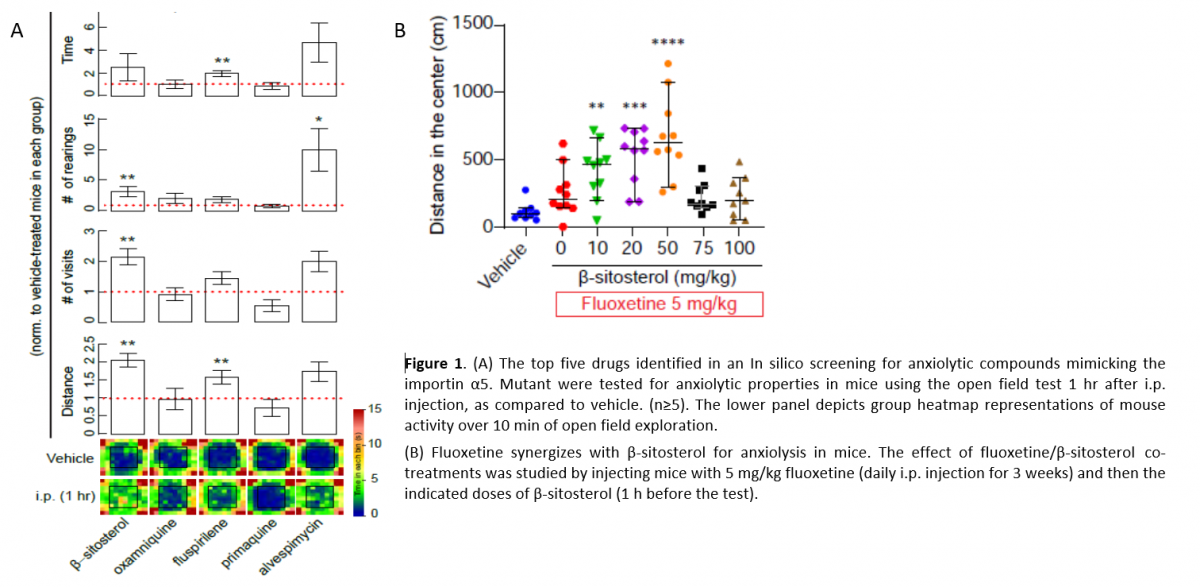 A
(norm. to vehicle-treated mice in each group)
Time
6
4
2
0
**
# of rearings
15
10
5
0
**
*
# of visits
3
2
1
0
**
Distance
2.5
2
1.5
1
0.5
0
**
**
Vehicle
i.p. (1 hr)
15
10
5
0
Time in each bin (s)
β-sitosterol
oxamniquine
fluspirilene
primaquine
alvespimycin
B
Distance in the center (cm)
1500
1000
500
0
**
***
****
Vehicle
0 10 20 50 75 100
β-sitosterol (mg/kg)
Fluoxetine 5 mg/kg
Figure 1. (A) The top five drugs identified in an In silico screening for anxiolytic compounds mimicking the
importin α5. Mutant were tested for anxiolytic properties in mice using the open field test 1 hr after i.p.
injection, as compared to vehicle. (n≥5). The lower panel depicts group heatmap representations of mouse
activity over 10 min of open field exploration.
(B) Fluoxetine synergizes with β-sitosterol for anxiolysis in mice. The effect of fluoxetine/β-sitosterol co-
treatments was studied by injecting mice with 5 mg/kg fluoxetine (daily i.p. injection for 3 weeks) and then the
indicated doses of β-sitosterol (1 h before the test).